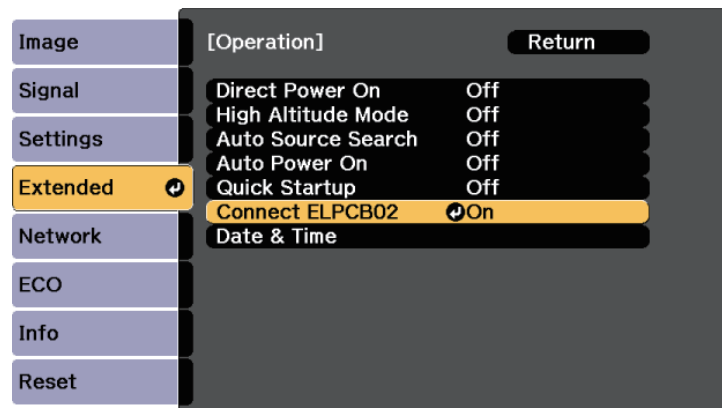 Image
Signal
Settings
Extended
Network
ECO
Info
Reset
[Operation] Return
Direct Power On Off
High Altitude Mode Off
Auto Source Search Off
Auto Power On Off
Quick Startup Off
Connect ELPCB02 On
Date & Time